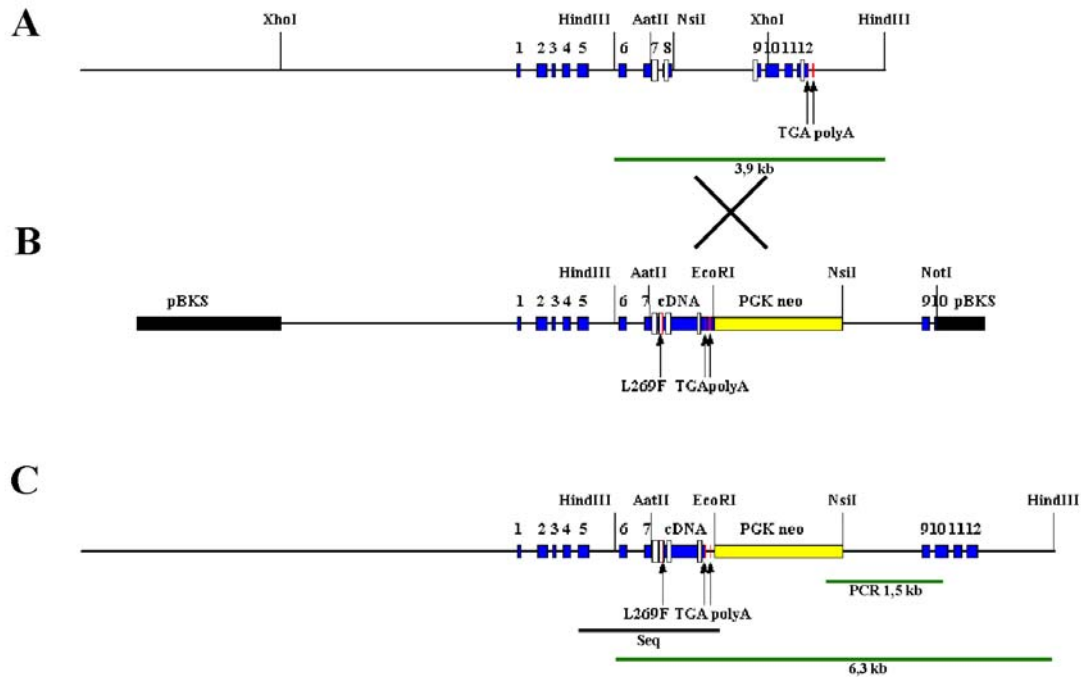 A
XhoI HindIII AatII NsiI XhoI HindIII
1 2 3 4 5 6 7 8 9 10 11 12
TGA polyA
3,9 kb
B
HindIII AatII EcoRI NsiI NotI
pBKS 1 2 3 4 5 6 7 cDNA PGK neo 9 10 pBKS
L269F TGA polyA
C
HindIII AatII EcoRI NsiI HindIII
1 2 3 4 5 6 7 cDNA PGK neo 9 10 11 12
PCR 1,5 kb
L269F TGA polyA
Seq
6,3 kb